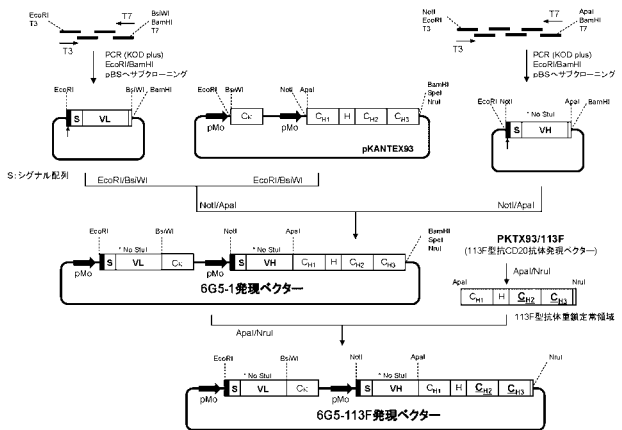 EcoRI
T3
T7
BsiWI
BamHI
T7
T3
PCR (KOD plus)
EcoRI/BamHI
pBSへサブクローニング
NotI
EcoRI
T3
T7
ApaI
BamHI
T7
T3
PCR (KOD plus)
EcoRI/BamHI
pBSへサブクローニング
EcoRI
BsiWI
BamHI
S
VL
EcoRI
BsiWI
NotI
ApaI
BamHI
SpeI
NruI
pMo
Cκ
pMo
CH1
H
CH2
CH3
pKANTEX93
EcoRI
NotI
ApaI
BamHI
* No StuI
S
VH
S:シグナル配列
EcoRI/BsiWI
EcoRI/BsiWI
NotI/ApaI
NotI/ApaI
EcoRI
BsiWI
NotI
ApaI
BamHI
SpeI
NruI
* No StuI
* No StuI
pMo
S
VL
Cκ
pMo
S
VH
CH1
H
CH2
CH3
6G5-1発現ベクター
PKTX93/113F
(113F型抗CD20抗体発現ベクター)
ApaI/NruI
ApaI
NruI
CH1
H
CH2
CH3
113F型抗体重鎖定常領域
ApaI/NruI
EcoRI
BsiWI
NotI
ApaI
NruI
* No StuI
* No StuI
pMo
S
VL
Cκ
pMo
S
VH
CH1
H
CH2
CH3
6G5-113F発現ベクター